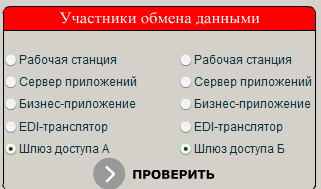 Участники обмена данными
Рабочая станция Рабочая станция
Сервер приложений Сервер приложений
Бизнес-приложение Бизнес-приложение
EDI-транслятор EDI-транслятор
Шлюз доступа А Шлюз доступа Б
ПРОВЕРИТЬ